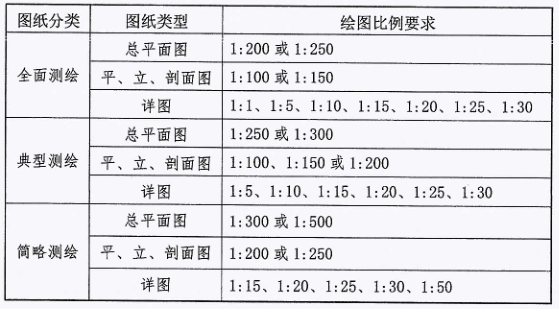 图纸分类 图纸类型 绘图比例要求
全面测绘 总平面图 1:200 或 1:250
平、立、剖面图 1:100 或 1:150
详图 1:1、1:5、1:10、1:15、1:20、1:25、1:30
典型测绘 总平面图 1:250 或 1:300
平、立、剖面图 1:100、1:150 或 1:200
详图 1:5、1:10、1:15、1:20、1:25、1:30
简略测绘 总平面图 1:300 或 1:500
平、立、剖面图 1:200 或 1:250
详图 1:15、1:20、1:25、1:30、1:50